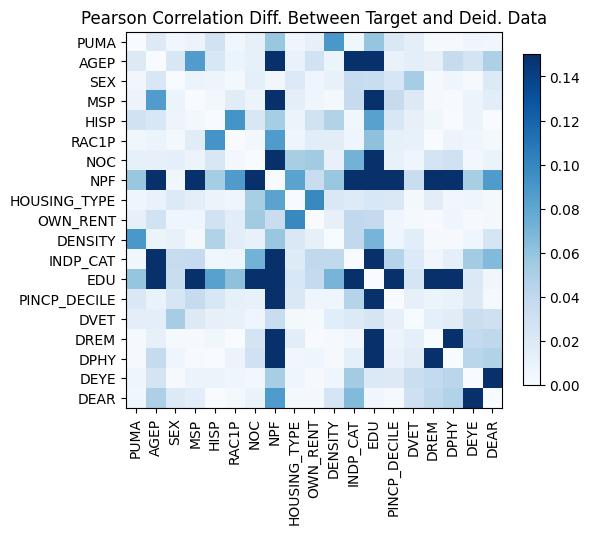 Pearson Correlation Diff. Between Target and Deid. Data
PUMA
AGEP
SEX
MSP
HISP
RAC1P
NOC
NPF
HOUSING_TYPE
OWN_RENT
DENSITY
INDP_CAT
EDU
PINCP_DECILE
DVET
DREM
DPHY
DEYE
DEAR
PUMA
AGEP
SEX
MSP
HISP
RAC1P
NOC
NPF
HOUSING_TYPE
OWN_RENT
DENSITY
INDP_CAT
EDU
PINCP_DECILE
DVET
DREM
DPHY
DEYE
DEAR
0.14
0.12
0.10
0.08
0.06
0.04
0.02
0.00